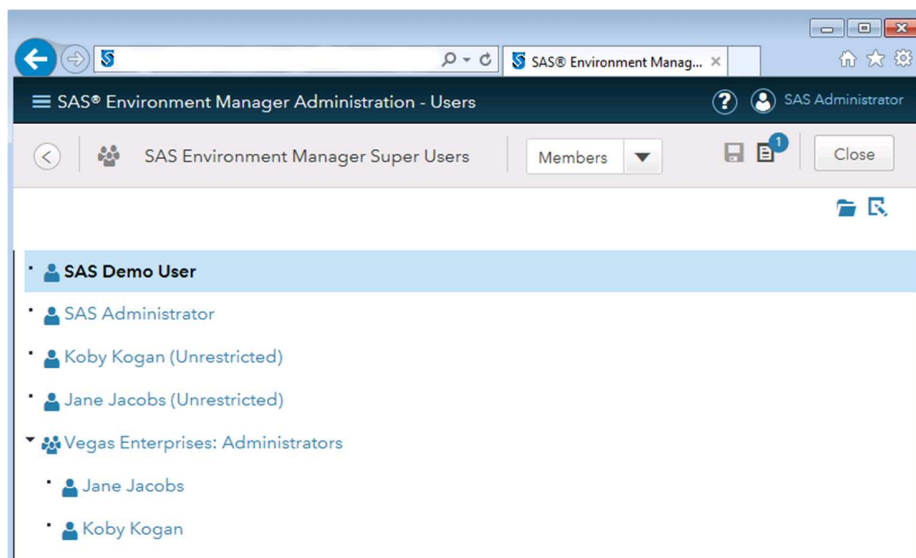 SAS® Environment Manag...
SAS® Environment Manager Administration - Users
SAS Administrator
SAS Environment Manager Super Users
Members
1
Close
SAS Demo User
SAS Administrator
Koby Kogan (Unrestricted)
Jane Jacobs (Unrestricted)
Vegas Enterprises: Administrators
Jane Jacobs
Koby Kogan